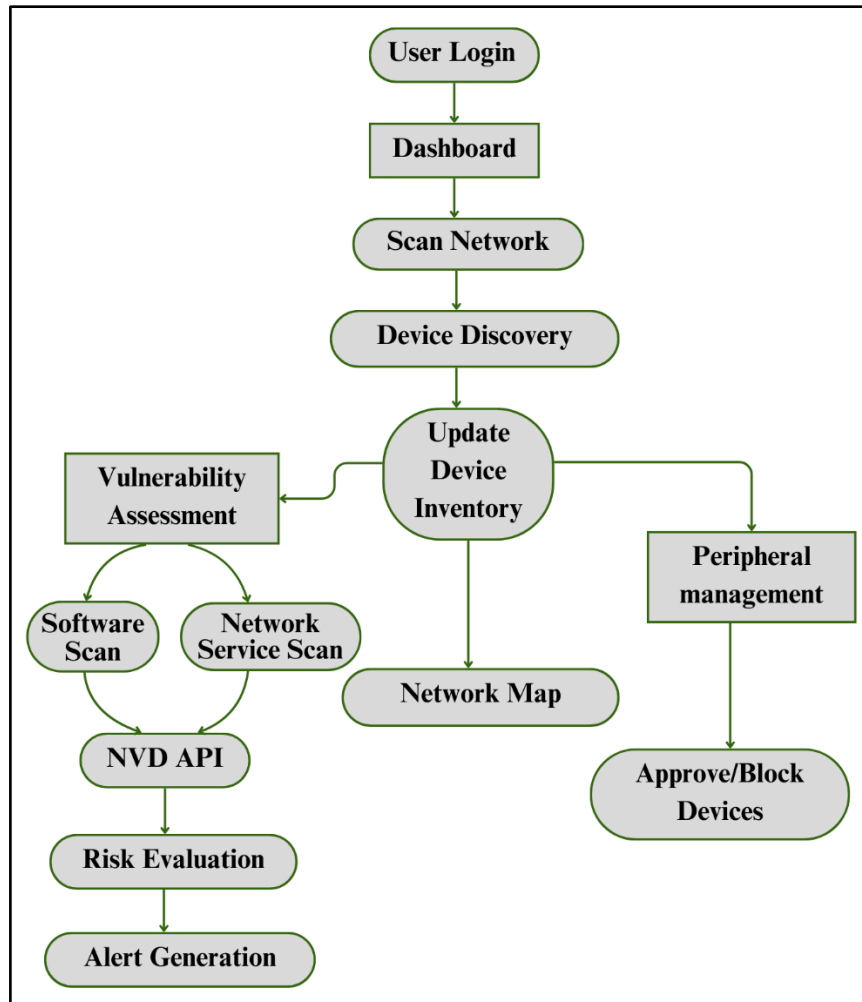 User Login
Dashboard
Scan Network
Device Discovery
Update
Device
Inventory
Vulnerability
Assessment
Peripheral
management
Software
Scan
Network
Service Scan
Network Map
NVD API
Approve/Block
Devices
Risk Evaluation
Alert Generation